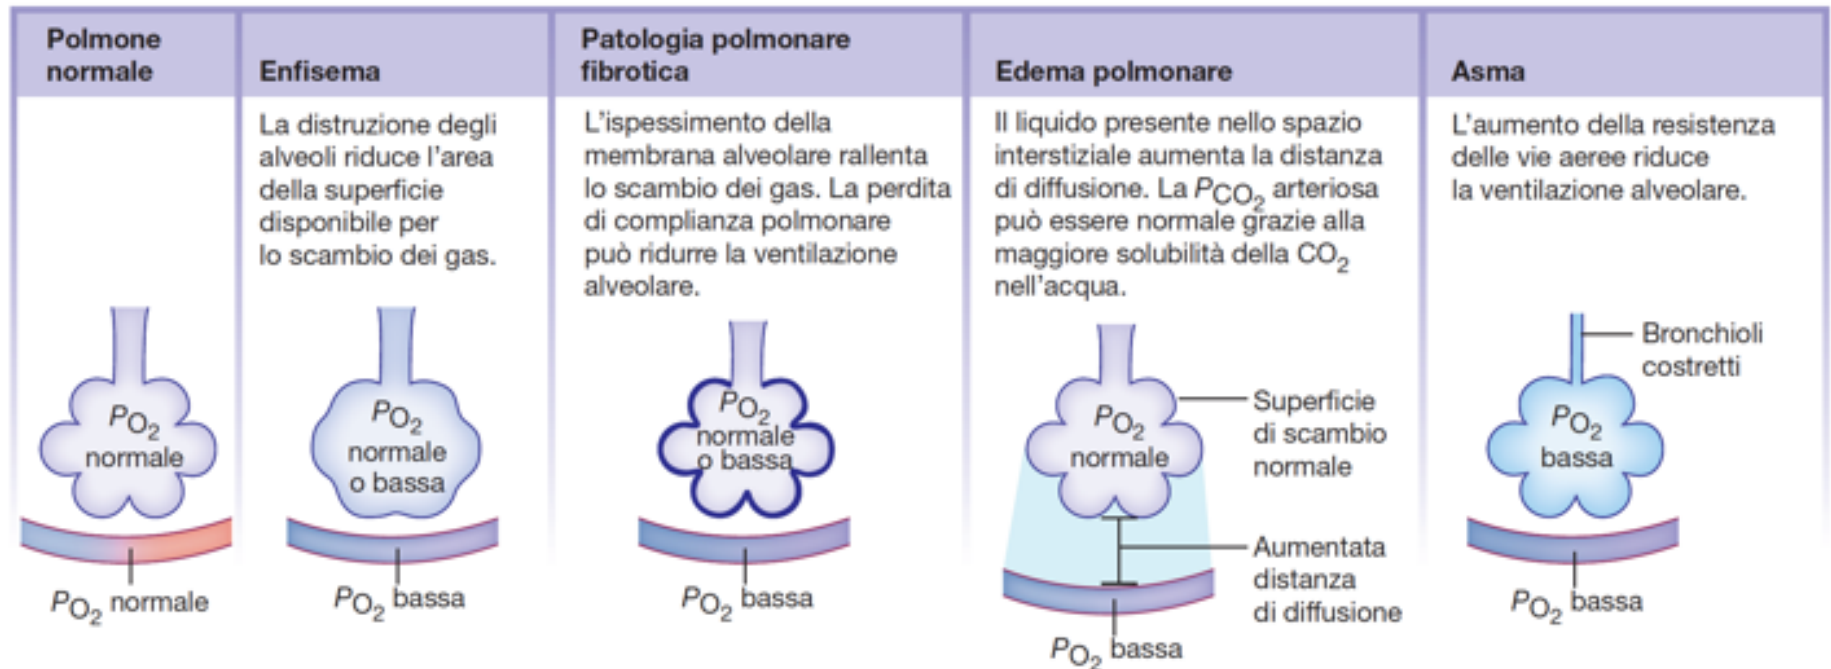 Polmone
normale
Enfisema
Patologia polmonare
fibrotica
Edema polmonare
Asma
La distruzione degli
alveoli riduce l'area
della superficie
disponibile per
lo scambio dei gas.
L'ispessimento della
membrana alveolare rallenta
lo scambio dei gas. La perdita
di complianza polmonare
può ridurre la ventilazione
alveolare.
Il liquido presente nello spazio
interstiziale aumenta la distanza
di diffusione. La PCO2 arteriosa
può essere normale grazie alla
maggiore solubilità della CO2
nell'acqua.
L'aumento della resistenza
delle vie aeree riduce
la ventilazione alveolare.
PO2
normale
PO2 normale
PO2
normale
o bassa
PO2 bassa
PO2
normale
o bassa
PO2 bassa
PO2
normale
Superficie
di scambio
normale
Aumentata
distanza
di diffusione
PO2 bassa
Bronchioli
costretti
PO2
bassa
PO2 bassa